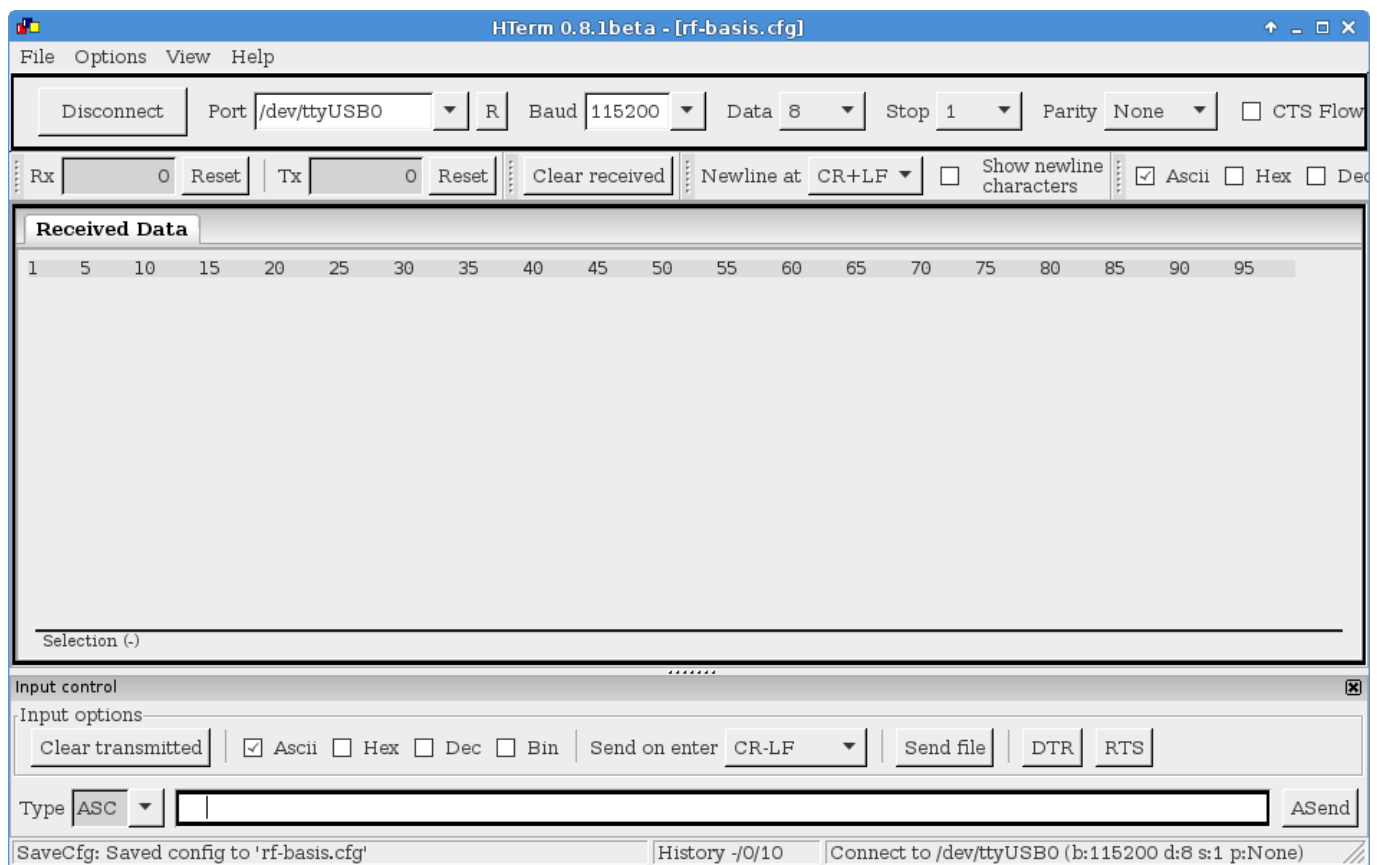 HTerm 0.8.1beta - [rf-basis.cfg]
File Options View Help
Disconnect Port /dev/ttyUSB0 R Baud 115200 Data 8 Stop 1 Parity None CTS Flow
Rx 0 Reset Tx 0 Reset Clear received Newline at CR+LF Show newline characters Ascii Hex Dec
Received Data
1 5 10 15 20 25 30 35 40 45 50 55 60 65 70 75 80 85 90 95
Selection (-)
Input control
Input options
Clear transmitted Ascii Hex Dec Bin Send on enter CR-LF Send file DTR RTS
Type ASC ASend
SaveCfg: Saved config to 'rf-basis.cfg' History -/0/10 Connect to /dev/ttyUSB0 (b:115200 d:8 s:1 p:None)